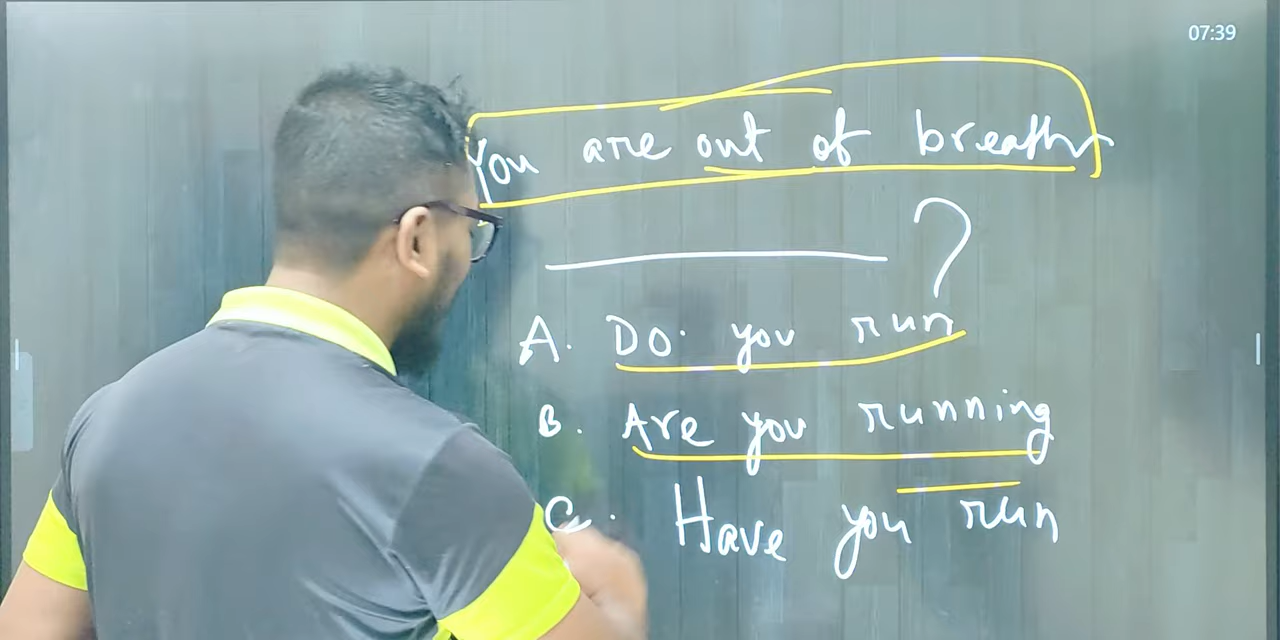 07:39
You are out of breath
?
A. Do. you run
B. Are you running
C. Have you run